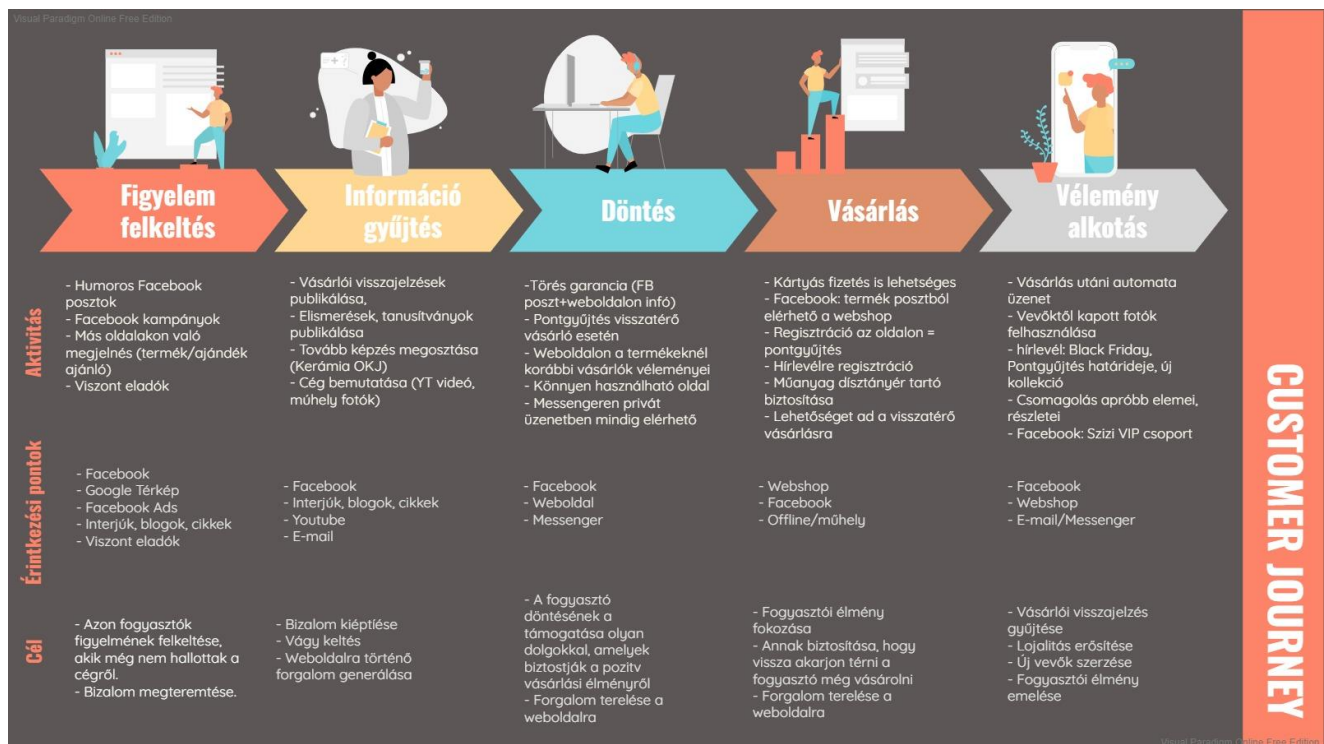 Visual Paradigm Online Free Edition
Figyelem
felkeltés
Információ
gyűjtés
Döntés
Vásárlás
Vélemény
alkotás
Aktivitás
- Humoros Facebook
posztok
- Facebook kampányok
- Más oldalakon való
megjelnés (termék/ajándék
ajánló)
- Viszont eladók
- Vásárlói visszajelzések
publikálása,
- Elismerések, tanusítványok
publikálása
- Tovább képzés megosztása
(Kerámia OKJ)
- Cég bemutatása (YT videó,
múhely fotók)
-Törés garancia (FB
poszt+weboldalon infó)
- Pontgyűjtés visszatérő
vásárló esetén
- Weboldalon a termékeknél
korábbi vásárlók véleményei
- Könnyen használható oldal
- Messengeren privát
üzenetben mindig elérhető
- Kártyás fizetés is lehetséges
- Facebook: termék posztból
elérhető a webshop
- Regisztráció az oldalon =
pontgyűjtés
- Hírlevélre regisztráció
- Műanyag dísztányér tartó
biztosítása
- Lehetőséget ad a visszatérő
vásárlásra
- Vásárlás utáni automata
üzenet
- Vevőktől kapott fotók
felhasználása
- hírlevél: Black Friday,
Pontgyűjtés határideje, új
kollekció
- Csomagolás apróbb elemei,
részletei
- Facebook: Szizi VIP csoport
Érintkezési pontok
- Facebook
- Google Térkép
- Facebook Ads
- Interjúk, blogok, cikkek
- Viszont eladók
- Facebook
- Interjúk, blogok, cikkek
- Youtube
- E-mail
- Facebook
- Weboldal
- Messenger
- Webshop
- Facebook
- Offline/műhely
- Facebook
- Webshop
- E-mail/Messenger
Cél
- Azon fogyasztók
figyelmének felkeltése,
akik még nem hallottak a
cégről.
- Bizalom megteremtése.
- Bizalom kiéptíese
- Vágy keltés
- Weboldalra történő
forgalom generálása
- A fogyasztó
döntésének a
támogatása olyan
dolgokkal, amelyek
biztostják a pozitv
vásárlási élményről
- Forgalom terelése a
weboldalra
- Fogyasztói élmény
fokozása
- Annak biztosítása, hogy
vissza akarjon térni a
fogyasztó még vásárolni
- Forgalom terelése a
weboldalra
- Vásárlói visszajelzés
gyűjtése
- Lojalitás erősítése
- Új vevők szerzése
- Fogyasztói élmény
emelése
CUSTOMER JOURNEY
Visual Paradigm Online Free Edition